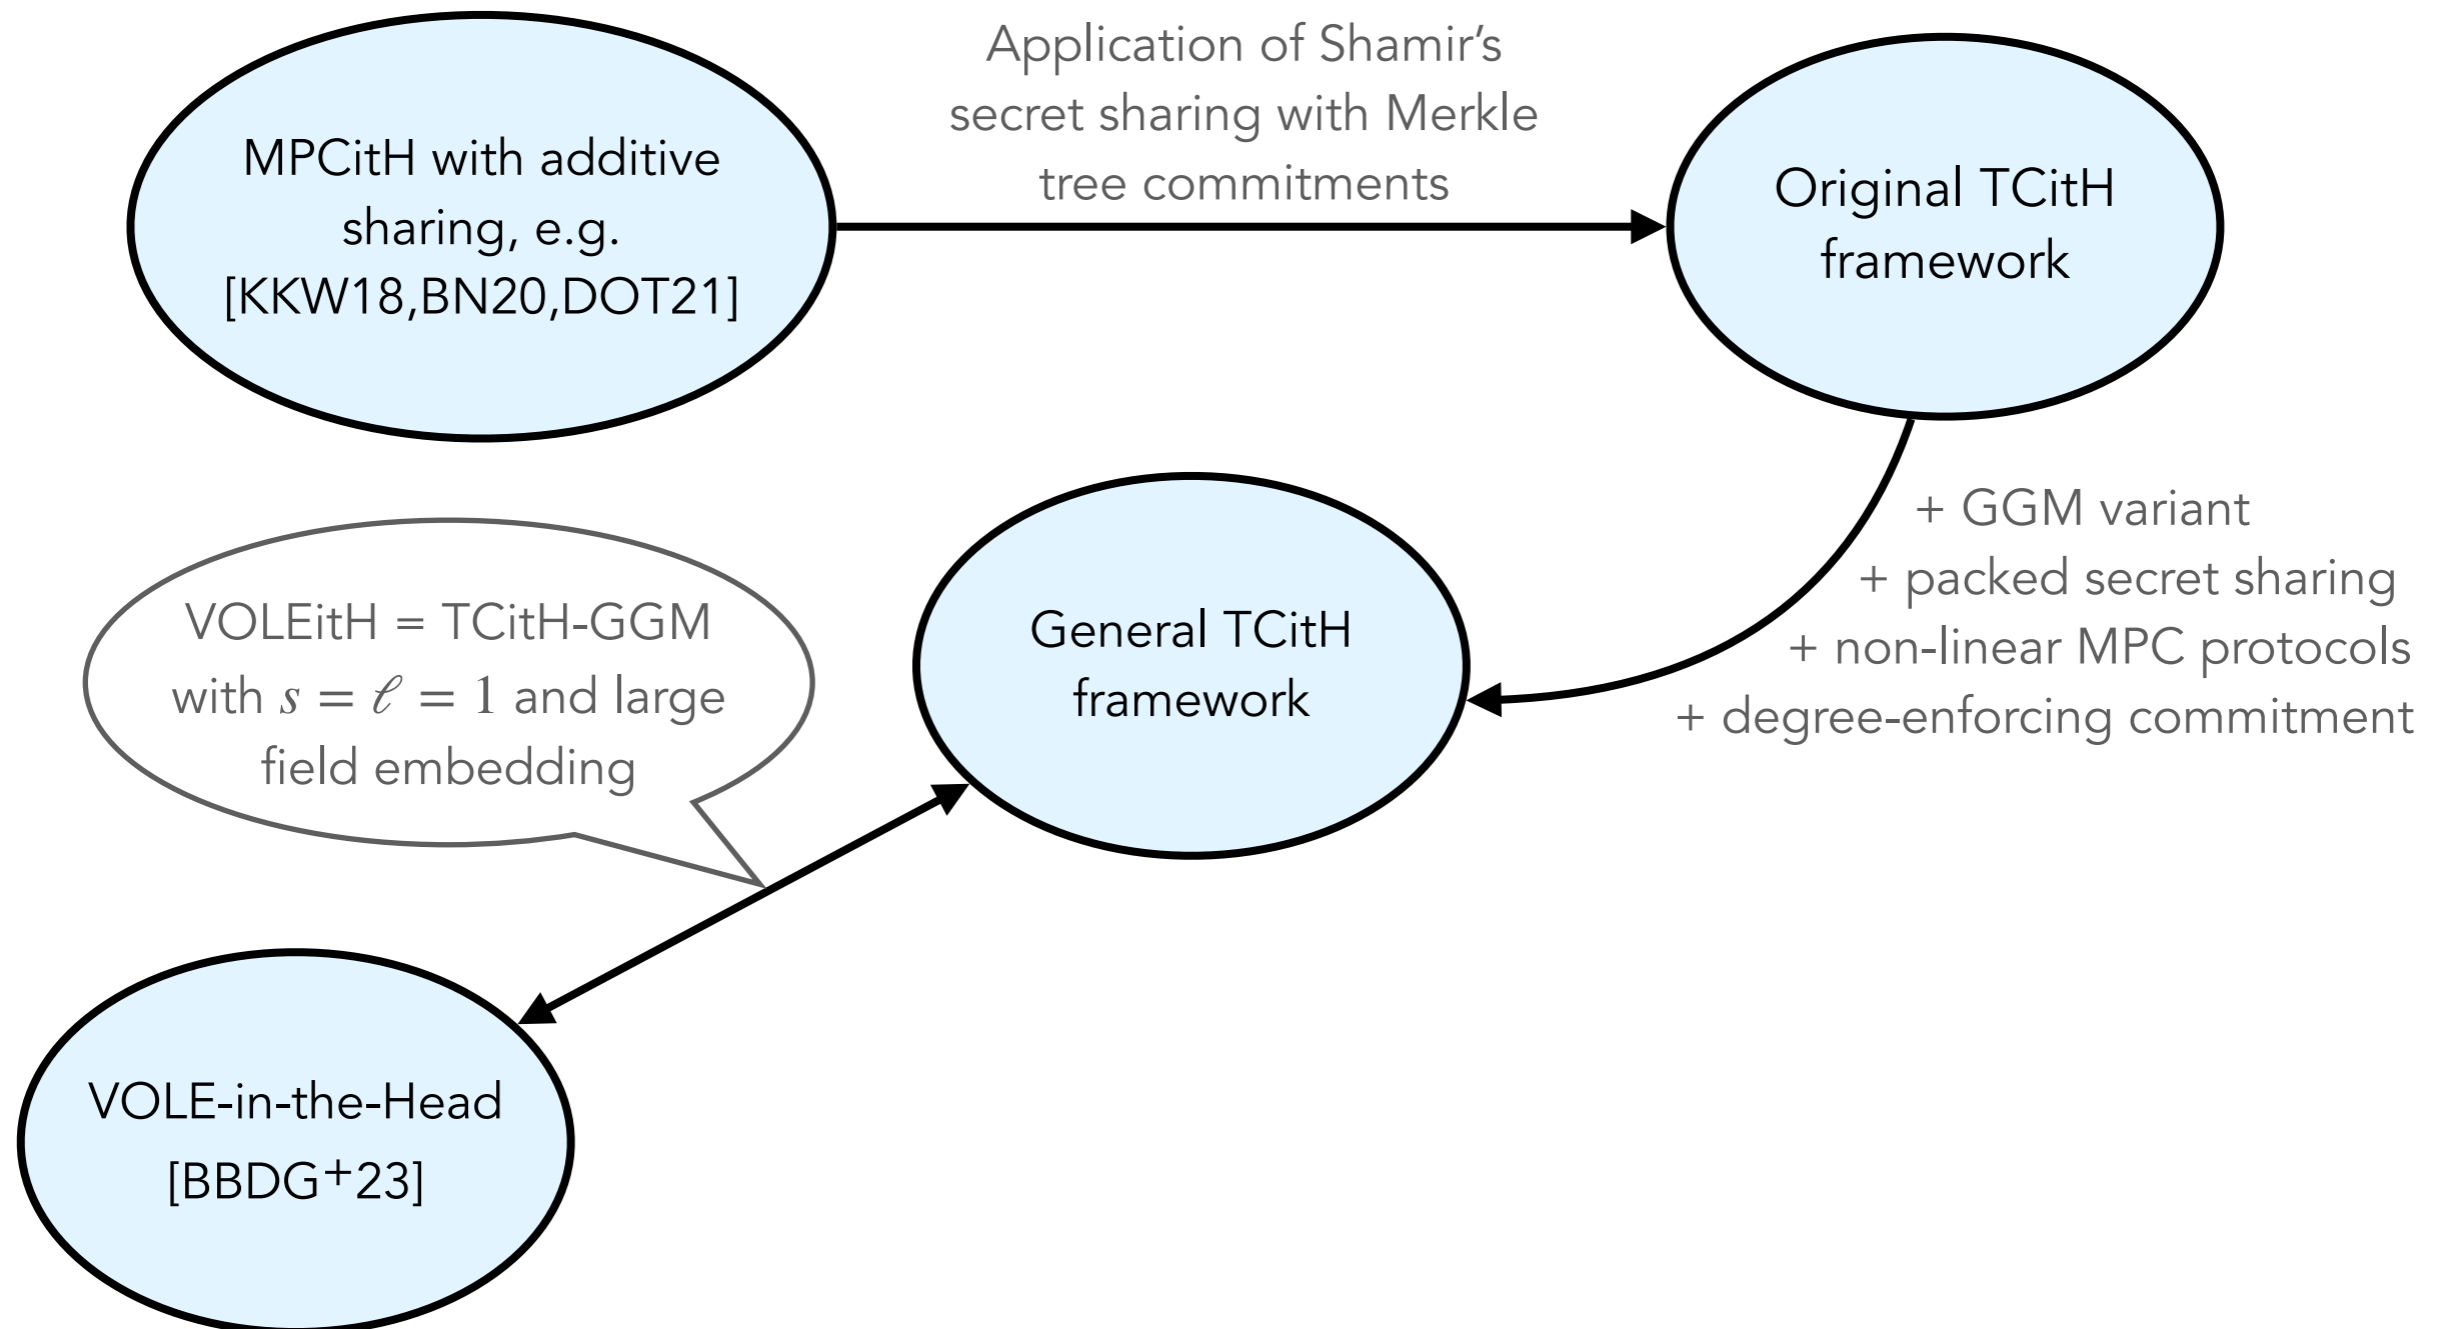 MPCitH with additive
sharing, e.g.
[KKW18,BN20,DOT21]
Application of Shamir's
secret sharing with Merkle
tree commitments
Original TCitH
framework
+ GGM variant
+ packed secret sharing
+ non-linear MPC protocols
+ degree-enforcing commitment
General TCitH
framework
VOLEitH = TCitH-GGM
with s = ℓ = 1 and large
field embedding
VOLE-in-the-Head
[BBDG+23]